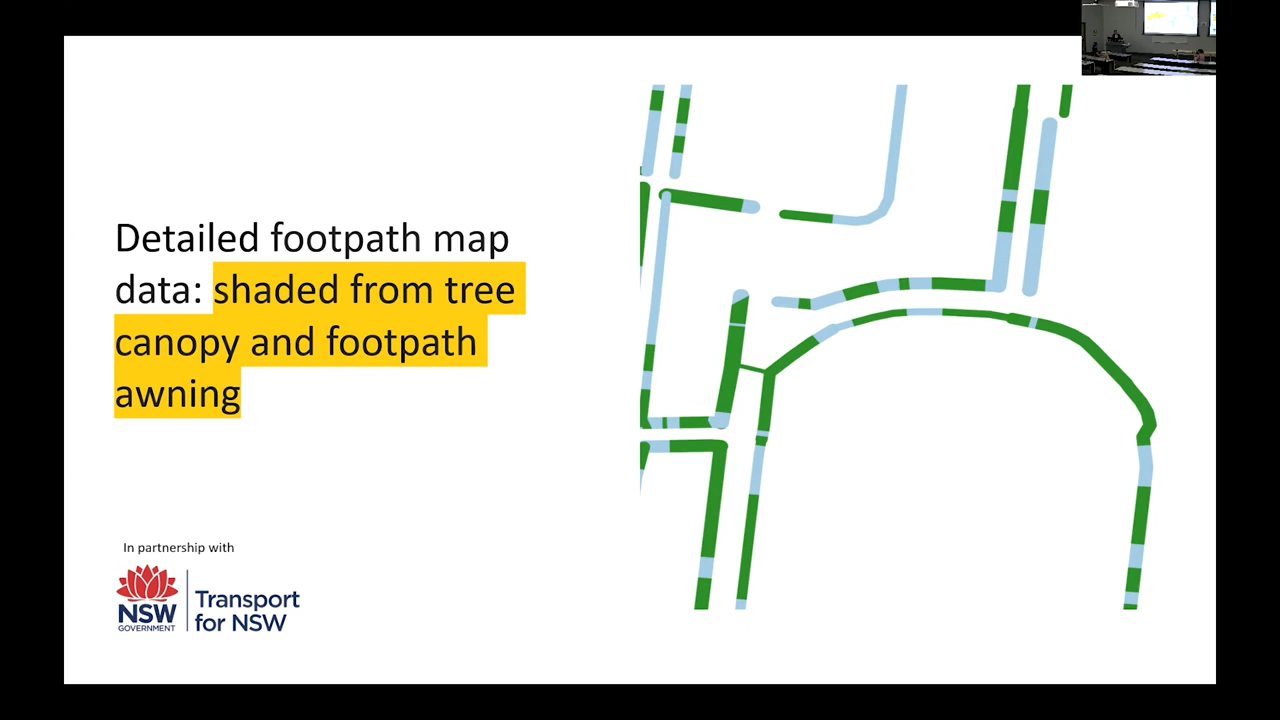 Detailed footpath map
data: shaded from tree
canopy and footpath
awning
In partnership with
NSW
GOVERNMENT
Transport
for NSW